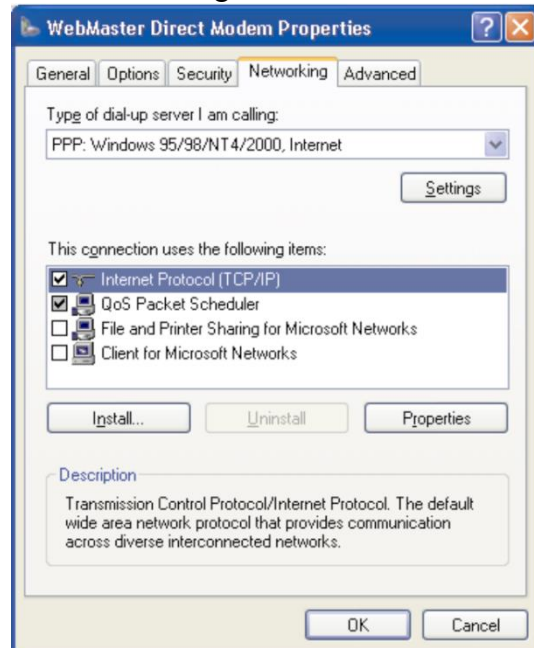 WebMaster Direct Modem Properties
General Options Security Networking Advanced
Type of dial-up server I am calling:
PPP: Windows 95/98/NT4/2000, Internet
Settings
This connection uses the following items:
Internet Protocol (TCP/IP)
QoS Packet Scheduler
File and Printer Sharing for Microsoft Networks
Client for Microsoft Networks
Install... Uninstall Properties
Description
Transmission Control Protocol/Internet Protocol. The default
wide area network protocol that provides communication
across diverse interconnected networks.
OK Cancel